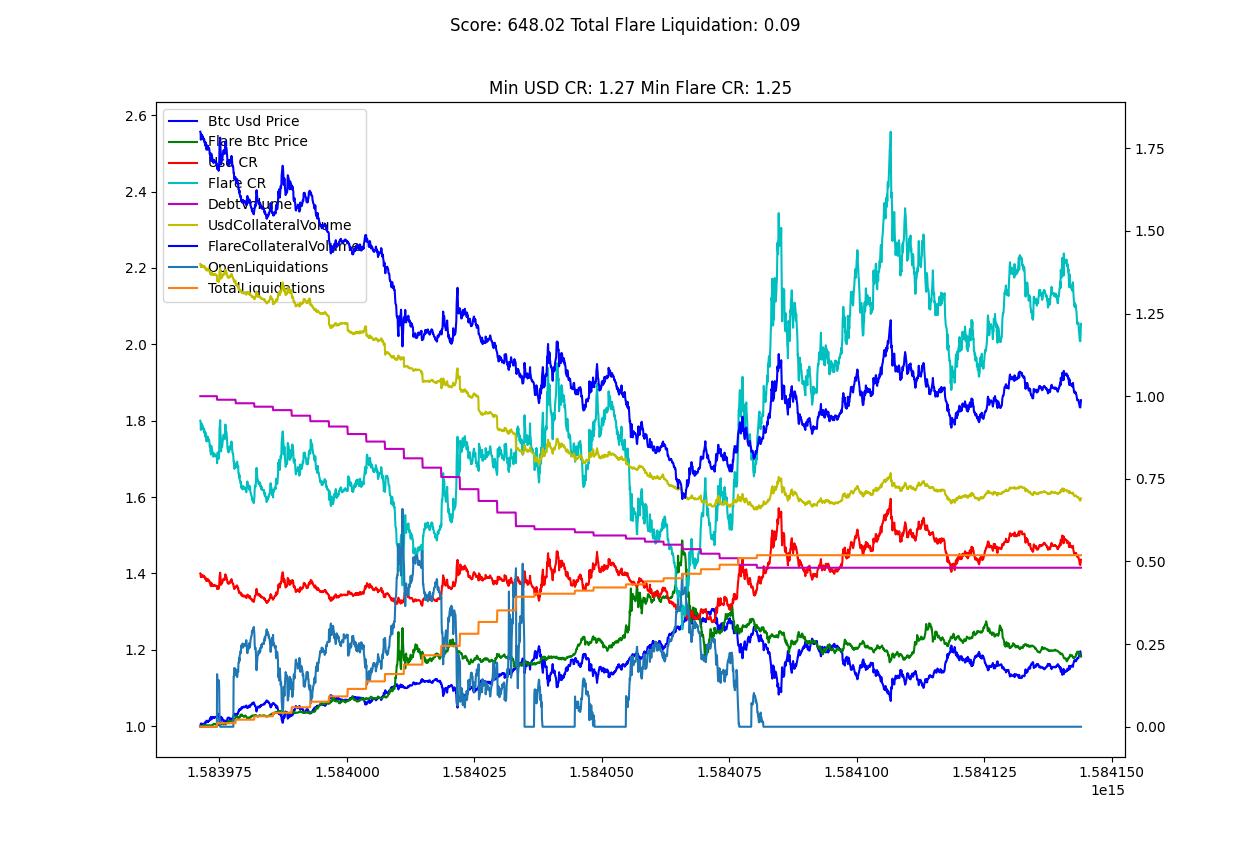 Score: 648.02 Total Flare Liquidation: 0.09
Min USD CR: 1.27 Min Flare CR: 1.25
Btc Usd Price
Flare Btc Price
Usd CR
Flare CR
DebtVolume
UsdCollateralVolume
FlareCollateralVolume
OpenLiquidations
TotalLiquidations
2.6
2.4
2.2
2.0
1.8
1.6
1.4
1.2
1.0
1.75
1.50
1.25
1.00
0.75
0.50
0.25
0.00
1.583975 1.584000 1.584025 1.584050 1.584075 1.584100 1.584125 1.584150
1e15